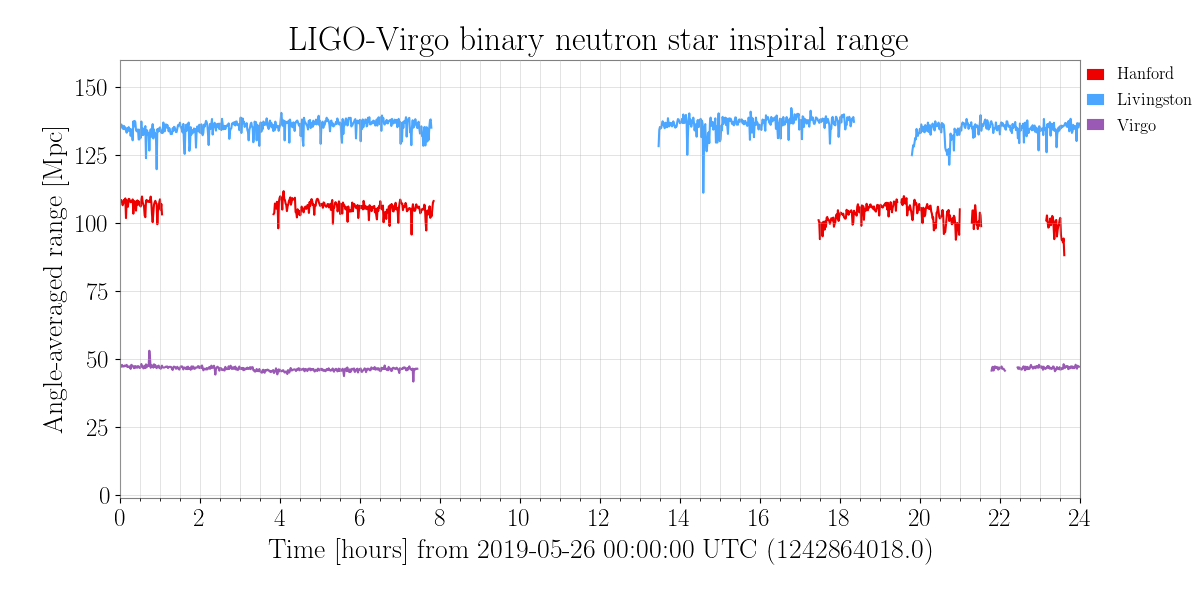 LIGO-Virgo binary neutron star inspiral range
Hanford
Livingston
Virgo
Angle-averaged range [Mpc]
150
125
100
75
50
25
0
0 2 4 6 8 10 12 14 16 18 20 22 24
Time [hours] from 2019-05-26 00:00:00 UTC (1242864018.0)